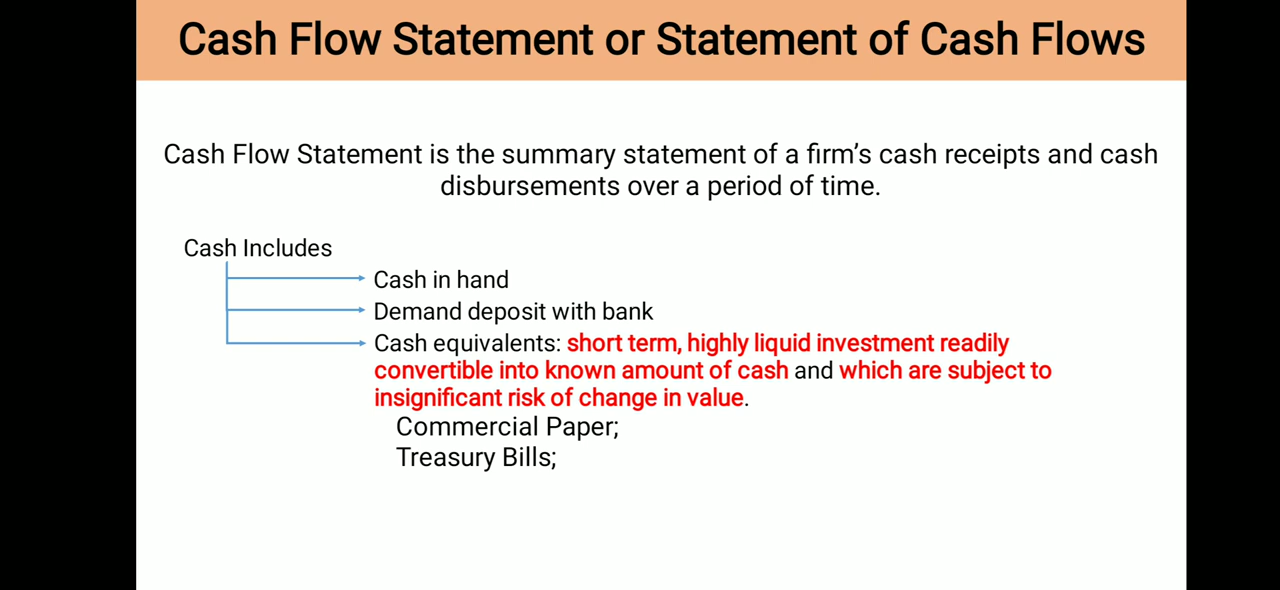 Cash Flow Statement or Statement of Cash Flows
Cash Flow Statement is the summary statement of a firm's cash receipts and cash
disbursements over a period of time.
Cash Includes
Cash in hand
Demand deposit with bank
Cash equivalents: short term, highly liquid investment readily
convertible into known amount of cash and which are subject to
insignificant risk of change in value.
Commercial Paper;
Treasury Bills;